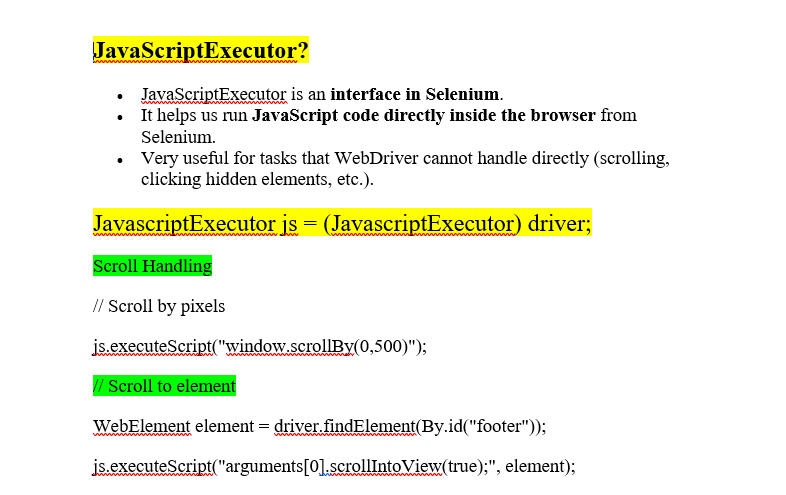 JavaScriptExecutor?
• JavaScriptExecutor is an interface in Selenium.
• It helps us run JavaScript code directly inside the browser from
Selenium.
• Very useful for tasks that WebDriver cannot handle directly (scrolling,
clicking hidden elements, etc.).
JavascriptExecutor js = (JavascriptExecutor) driver;
Scroll Handling
// Scroll by pixels
js.executeScript("window.scrollBy(0,500)");
// Scroll to element
WebElement element = driver.findElement(By.id("footer"));
js.executeScript("arguments[0].scrollIntoView(true);", element);